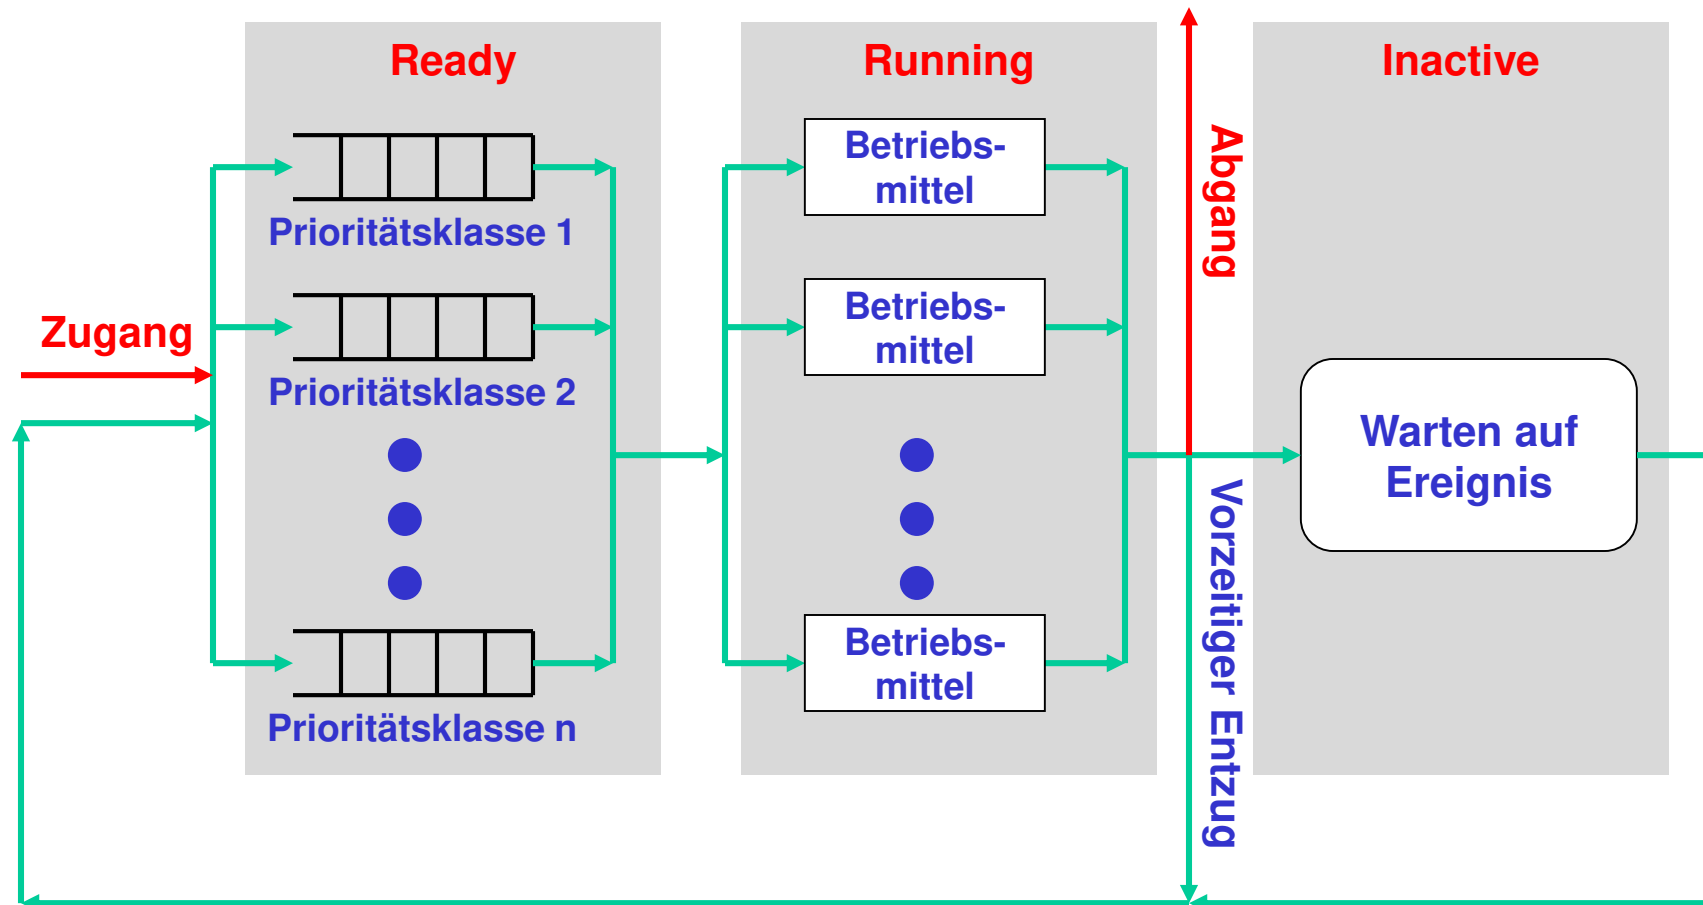 Ready
Running
Inactive
Zugang
Prioritätsklasse 1
Prioritätsklasse 2
Prioritätsklasse n
Betriebs-
mittel
Betriebs-
mittel
Betriebs-
mittel
Abgang
Vorzeitiger Entzug
Warten auf
Ereignis